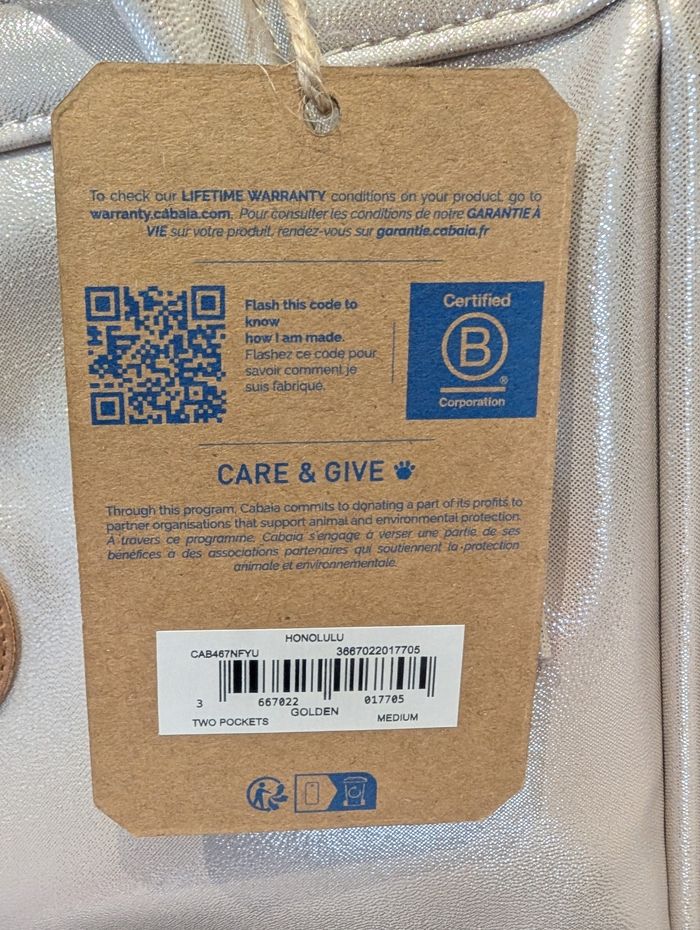 To check our LIFETIME WARRANTY conditions on your product, go to
warranty.cabaia.com. Pour consulter les conditions de notre GARANTIE À
VIE sur votre produit, rendez-vous sur garantie.cabaia.fr
Flash this code to
know
how I am made.
Flashez ce code pour
savoir comment je
suis fabriqué.
Certified
B
®
Corporation
CARE & GIVE
Through this program, Cabaia commits to donating a part of its profits to
partner organisations that support animal and environmental protection.
À travers ce programme, Cabaia s'engage à verser une partie de ses
bénéfices à des associations partenaires qui soutiennent la protection
animale et environnementale.
HONOLULU
CAB467NFYU 3667022017705
3 667022 017705
GOLDEN
TWO POCKETS MEDIUM